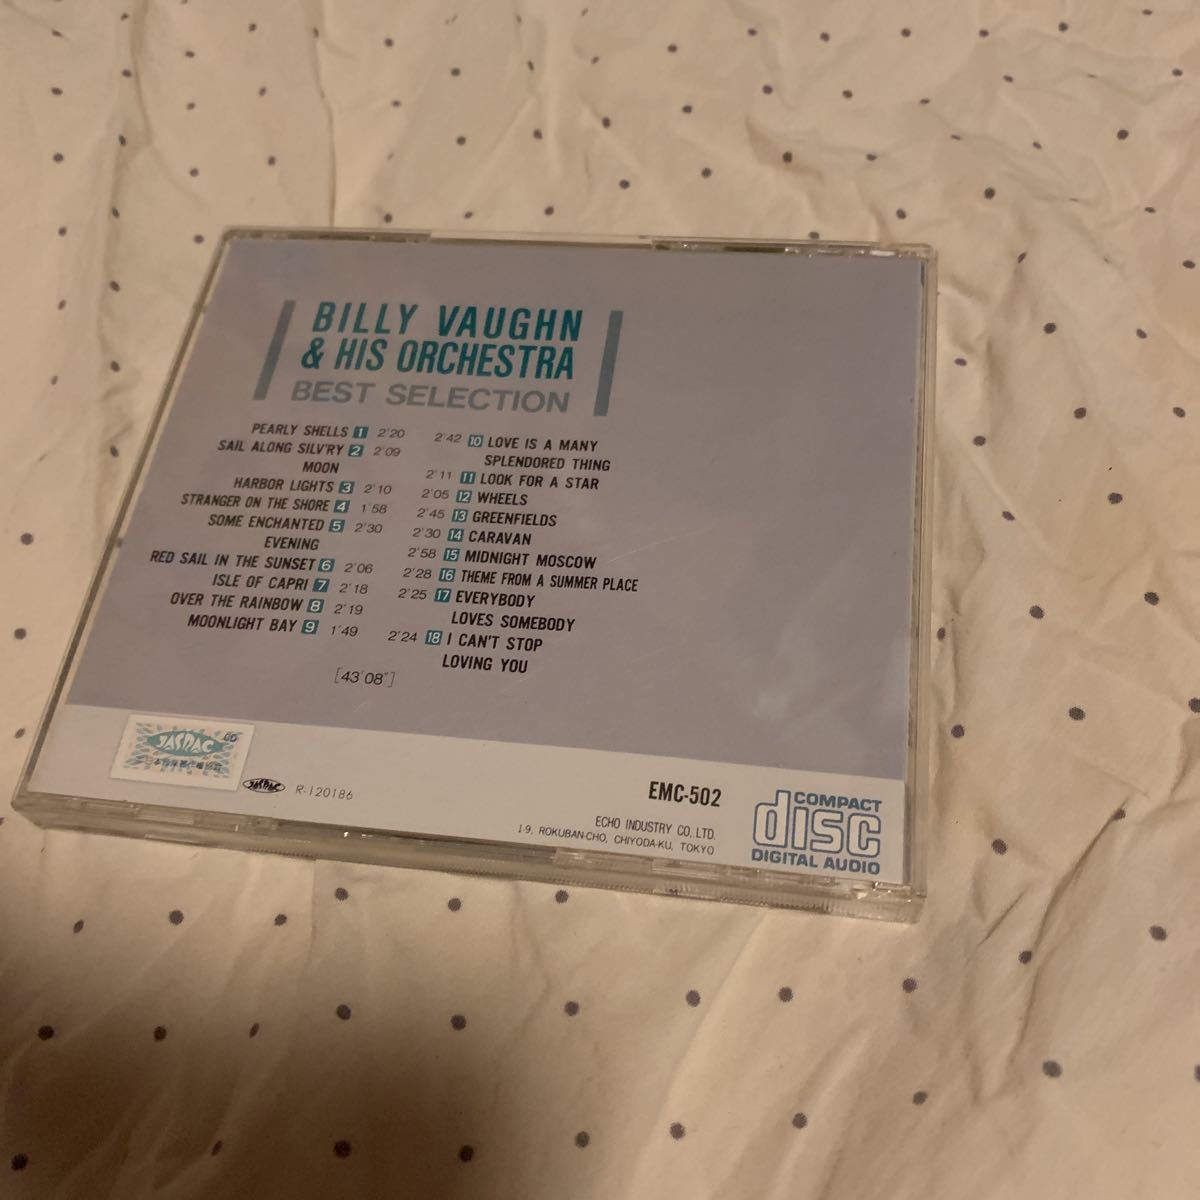 BILLY VAUGHN
& HIS ORCHESTRA
BEST SELECTION
PEARLY SHELLS 1 2'20
SAIL ALONG SILV'RY 2 2'09
MOON
HARBOR LIGHTS 3 2'10
STRANGER ON THE SHORE 4 1'58
SOME ENCHANTED 5 2'30
EVENING
RED SAIL IN THE SUNSET 6 2'06
ISLE OF CAPRI 7 2'18
OVER THE RAINBOW 8 2'19
MOONLIGHT BAY 9 1'49
2'42 10 LOVE IS A MANY
SPLENDORED THING
2'11 11 LOOK FOR A STAR
2'05 12 WHEELS
2'45 13 GREENFIELDS
2'30 14 CARAVAN
2'58 15 MIDNIGHT MOSCOW
2'28 16 THEME FROM A SUMMER PLACE
2'25 17 EVERYBODY
LOVES SOMEBODY
2'24 18 I CAN'T STOP
LOVING YOU
[43'08"]
JASRAC
JASRAC R-120186
EMC-502
ECHO INDUSTRY CO, LTD.
1-9, ROKUBAN-CHO, CHIYODA-KU, TOKYO
COMPACT
disc
DIGITAL AUDIO